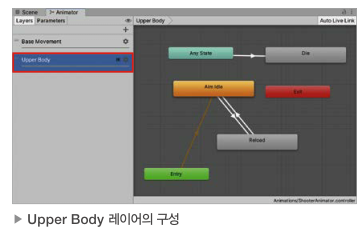 Scene Animator
Layers Parameters Upper Body Auto Live Link
Base Movement
Upper Body
Any State
Die
Aim Idle
Exit
Reload
Entry
Animations/ShooterAnimator.controller
▶ Upper Body 레이어의 구성